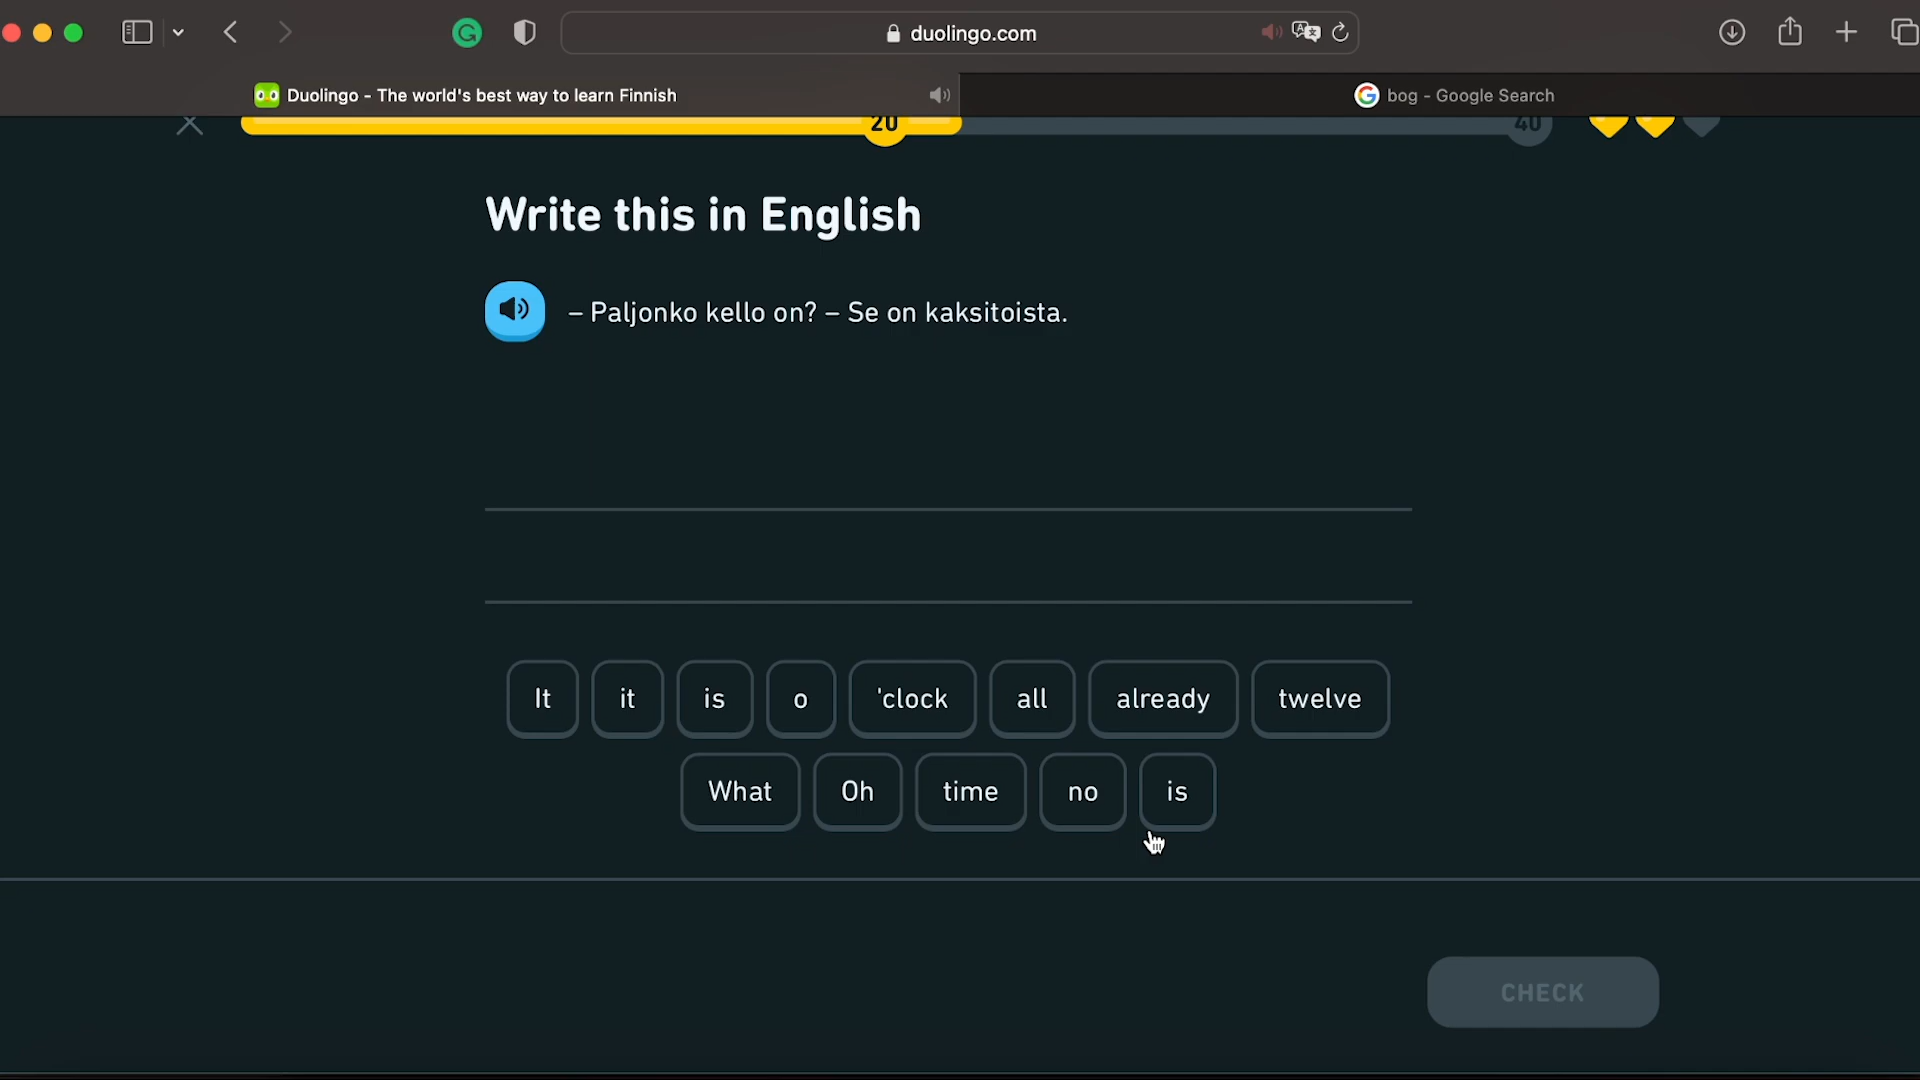 duolingo.com
Duolingo - The world's best way to learn Finnish
bog - Google Search
20
40
Write this in English
– Paljonko kello on? – Se on kaksitoista.
It it is o 'clock all already twelve
What Oh time no is
CHECK